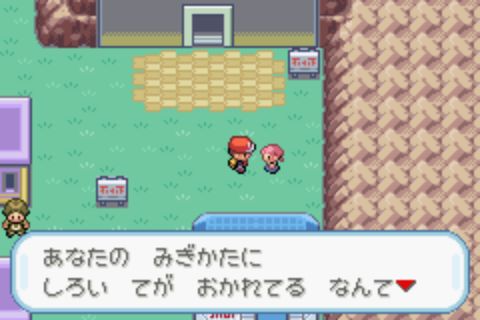 あなたの　みぎかたに
しろい　てが　おかれてる　なんて